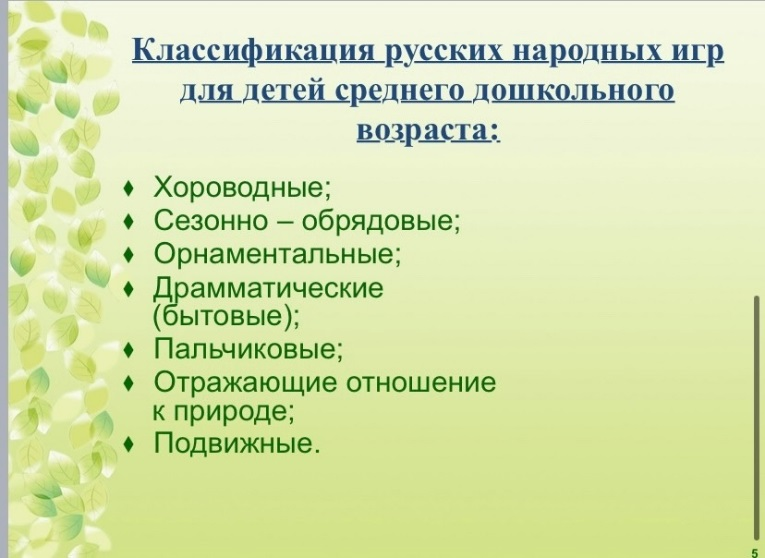 Классификация русских народных игр
для детей среднего дошкольного
возраста:
Хороводные;
Сезонно – обрядовые;
Орнаментальные;
Драмматические
(бытовые);
Пальчиковые;
Отражающие отношение
к природе;
Подвижные.
5